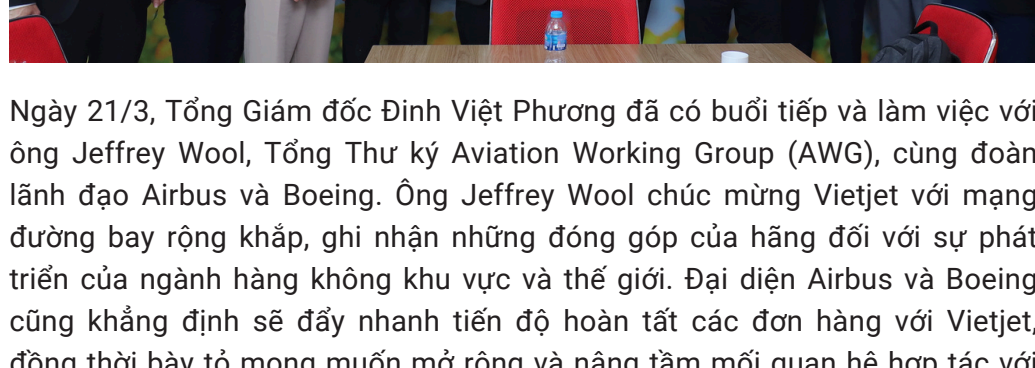 Ngày 21/3, Tổng Giám đốc Đinh Việt Phương đã có buổi tiếp và làm việc với
ông Jeffrey Wool, Tổng Thư ký Aviation Working Group (AWG), cùng đoàn
lãnh đạo Airbus và Boeing. Ông Jeffrey Wool chúc mừng Vietjet với mạng
đường bay rộng khắp, ghi nhận những đóng góp của hãng đối với sự phát
triển của ngành hàng không khu vực và thế giới. Đại diện Airbus và Boeing
cũng khẳng định sẽ đẩy nhanh tiến độ hoàn tất các đơn hàng với Vietjet,
đồng thời bày tỏ mong muốn mở rộng và nâng tầm mối quan hệ hợp tác với